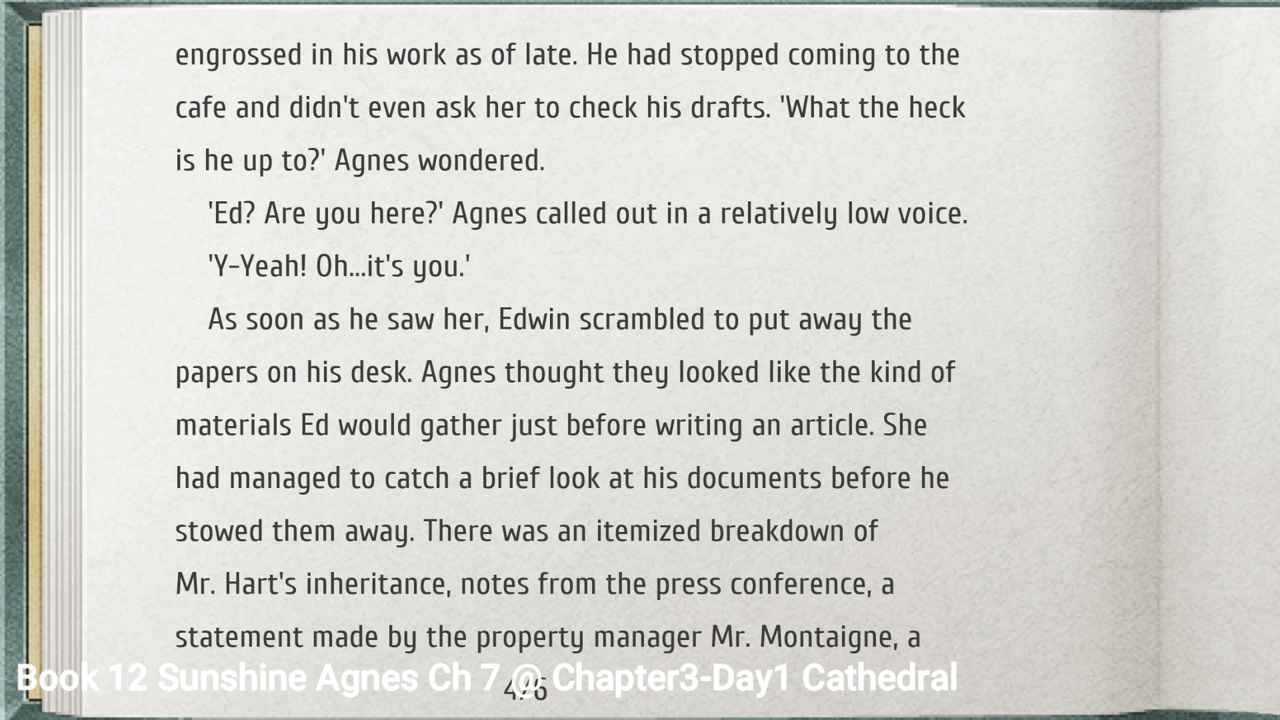 engrossed in his work as of late. He had stopped coming to the
cafe and didn't even ask her to check his drafts. 'What the heck
is he up to?' Agnes wondered.
'Ed? Are you here?' Agnes called out in a relatively low voice.
'Y-Yeah! Oh...it's you.'
As soon as he saw her, Edwin scrambled to put away the
papers on his desk. Agnes thought they looked like the kind of
materials Ed would gather just before writing an article. She
had managed to catch a brief look at his documents before he
stowed them away. There was an itemized breakdown of
Mr. Hart's inheritance, notes from the press conference, a
statement made by the property manager Mr. Montaigne, a
Book 12 Sunshine Agnes Ch 7 @ Chapter3-Day1 Cathedral
4/6